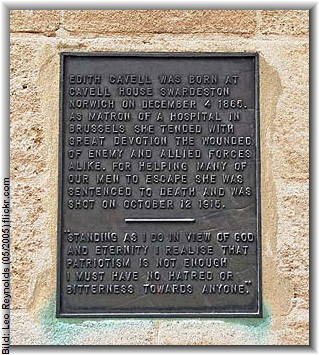 EDITH CAVELL WAS BORN AT
CAVELL HOUSE SWARDESTON
NORWICH ON DECEMBER 4 1865.
AS MATRON OF A HOSPITAL IN
BRUSSELS SHE TENDED WITH
GREAT DEVOTION THE WOUNDED
OF ENEMY AND ALLIED FORCES
ALIKE. FOR HELPING MANY OF
OUR MEN TO ESCAPE SHE WAS
SENTENCED TO DEATH AND WAS
SHOT ON OCTOBER 12 1915.
"STANDING AS I DO IN VIEW OF GOD
AND ETERNITY I REALISE THAT
PATRIOTISM IS NOT ENOUGH
I MUST HAVE NO HATRED OR
BITTERNESS TOWARDS ANYONE"
Bild: Leo Reynolds (05/2005)flickr.com